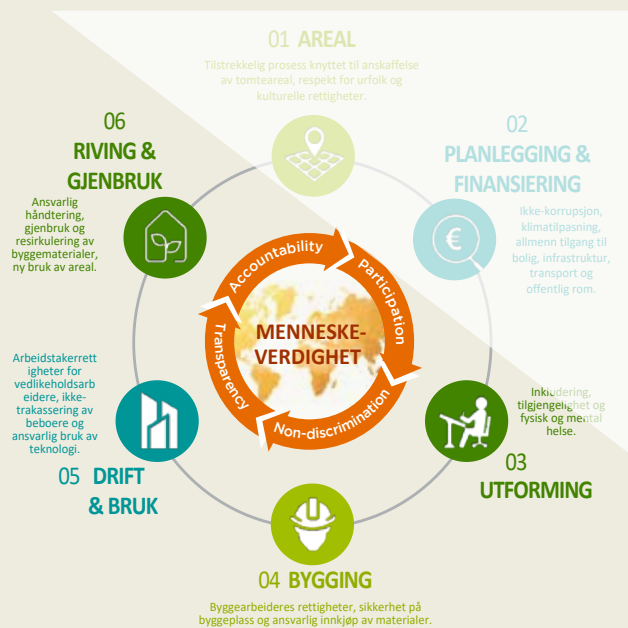 01 AREAL
Tilstrekkelig prosess knyttet til anskaffelse
av tomteareal, respekt for urfolk og
kulturelle rettigheter.
02
PLANLEGGING &
FINANSIERING
Ikke-korrupsjon,
klimatilpasning,
allmenn tilgang til
bolig, infrastruktur,
transport og
offentlig rom.
€
Inkludering,
tilgjengelighet og
fysisk og mental
helse.
03
UTFORMING
04 BYGGING
Byggearbeideres rettigheter, sikkerhet på
byggeplass og ansvarlig innkjøp av materialer.
Arbeidstakerrett
igheter for
vedlikeholdsarb
eidere, ikke-
trakassering av
beboere og
ansvarlig bruk av
teknologi.
05 DRIFT
& BRUK
06
RIVING &
GJENBRUK
Ansvarlig
håndtering,
gjenbruk og
resirkulering av
byggematerialer,
ny bruk av areal.
Accountability
Participation
Non-discrimination
Transparency
MENNESKE-
VERDIGHET